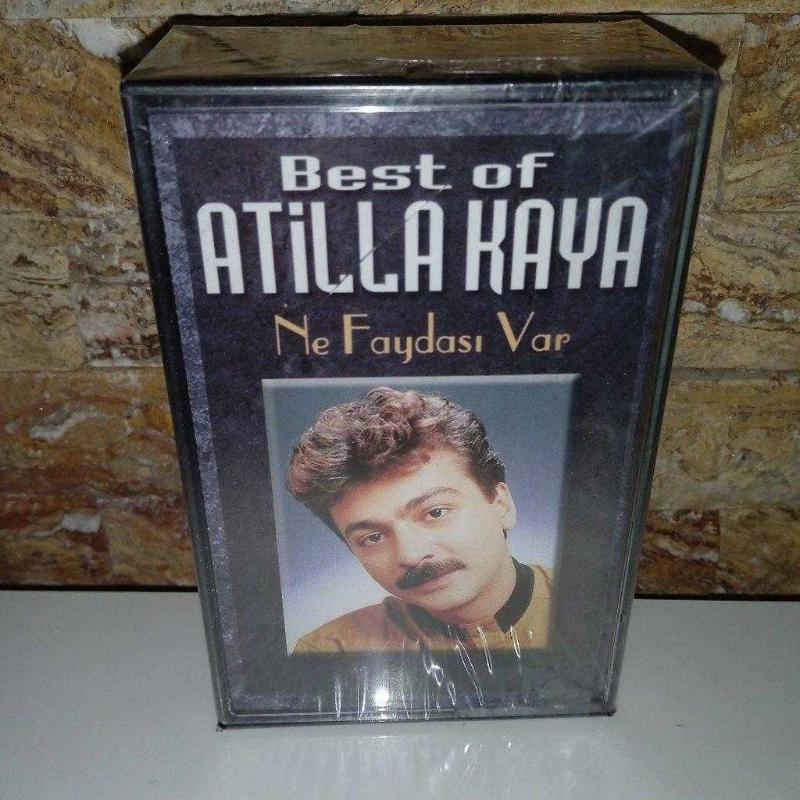 Best of
ATiLLA KAYA
Ne Faydası Var